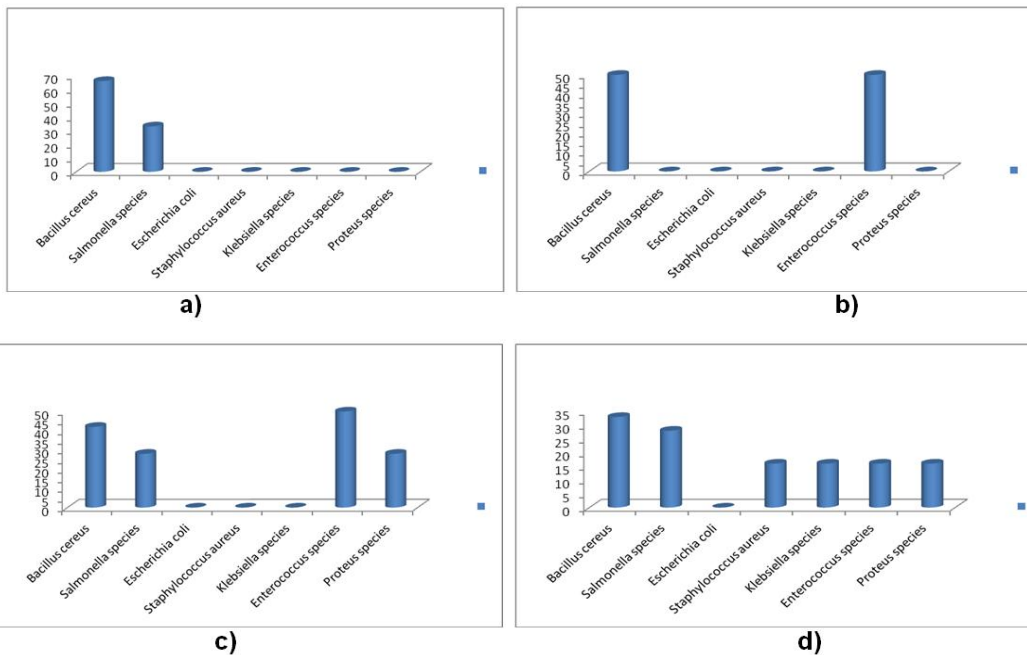 70
60
50
40
30
20
10
0
Bacillus cereus
Salmonella species
Escherichia coli
Staphylococcus aureus
Klebsiella species
Enterococcus species
Proteus species
a)
50
45
40
35
30
25
20
15
10
5
0
Bacillus cereus
Salmonella species
Escherichia coli
Staphylococcus aureus
Klebsiella species
Enterococcus species
Proteus species
b)
50
45
40
35
30
25
20
15
10
5
0
Bacillus cereus
Salmonella species
Escherichia coli
Staphylococcus aureus
Klebsiella species
Enterococcus species
Proteus species
c)
35
30
25
20
15
10
5
0
Bacillus cereus
Salmonella species
Escherichia coli
Staphylococcus aureus
Klebsiella species
Enterococcus species
Proteus species
d)